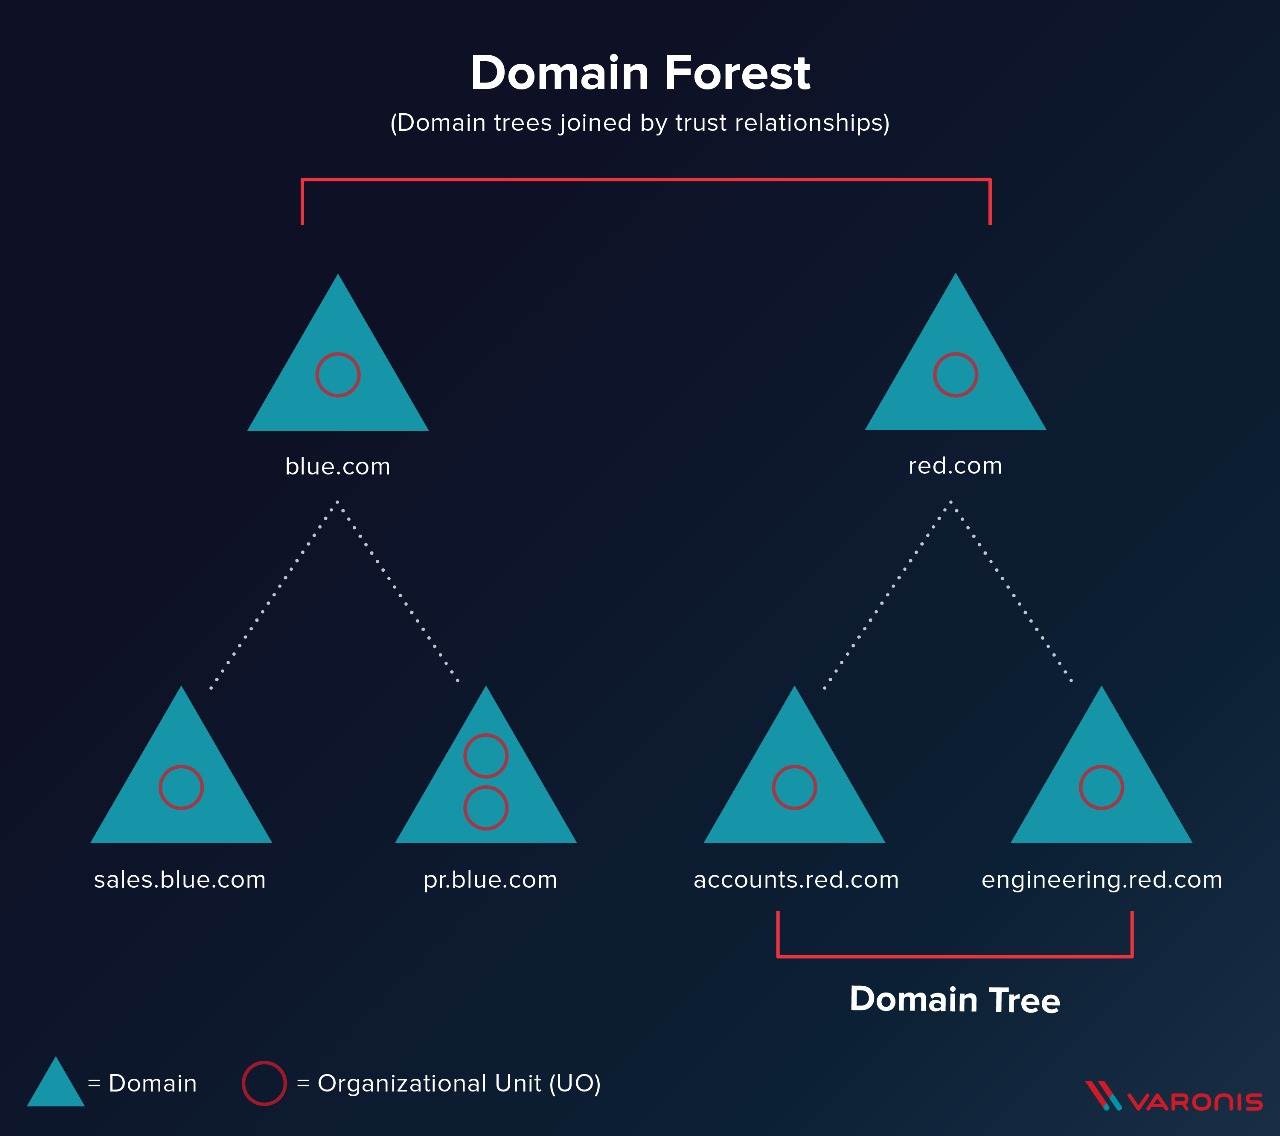 Domain Forest
(Domain trees joined by trust relationships)
blue.com
red.com
sales.blue.com
pr.blue.com
accounts.red.com
engineering.red.com
Domain Tree
= Domain
= Organizational Unit (UO)
VARONIS